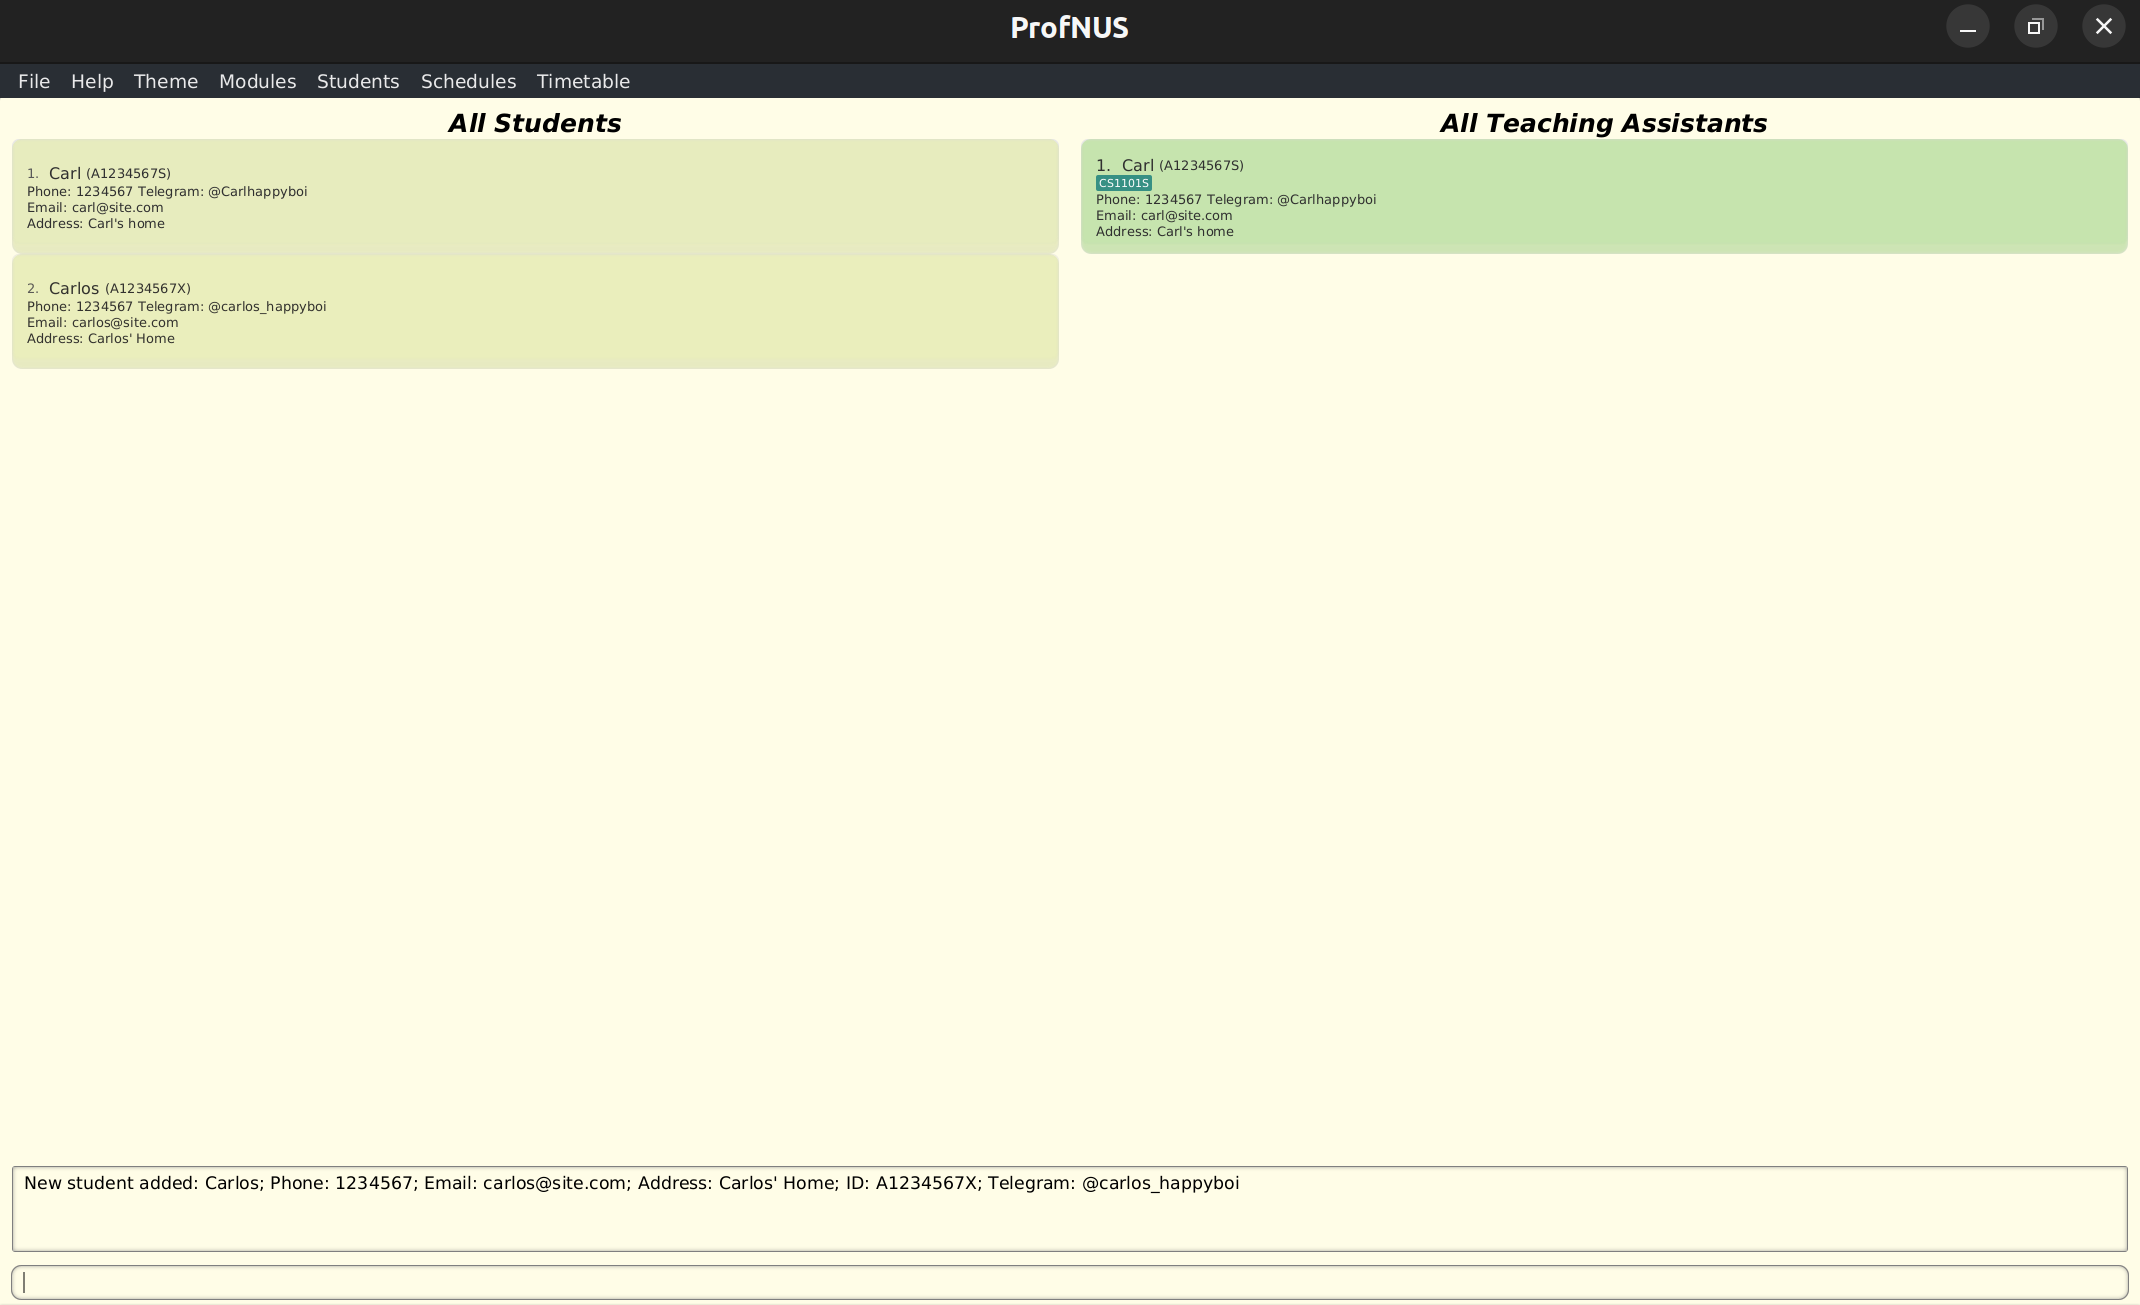 ProfNUS
File Help Theme Modules Students Schedules Timetable
All Students
1. Carl (A1234567S)
Phone: 1234567 Telegram: @Carlhappyboi
Email: carl@site.com
Address: Carl's home
2. Carlos (A1234567X)
Phone: 1234567 Telegram: @carlos_happyboi
Email: carlos@site.com
Address: Carlos' Home
All Teaching Assistants
1. Carl (A1234567S)
CS1101S
Phone: 1234567 Telegram: @Carlhappyboi
Email: carl@site.com
Address: Carl's home
New student added: Carlos; Phone: 1234567; Email: carlos@site.com; Address: Carlos' Home; ID: A1234567X; Telegram: @carlos_happyboi